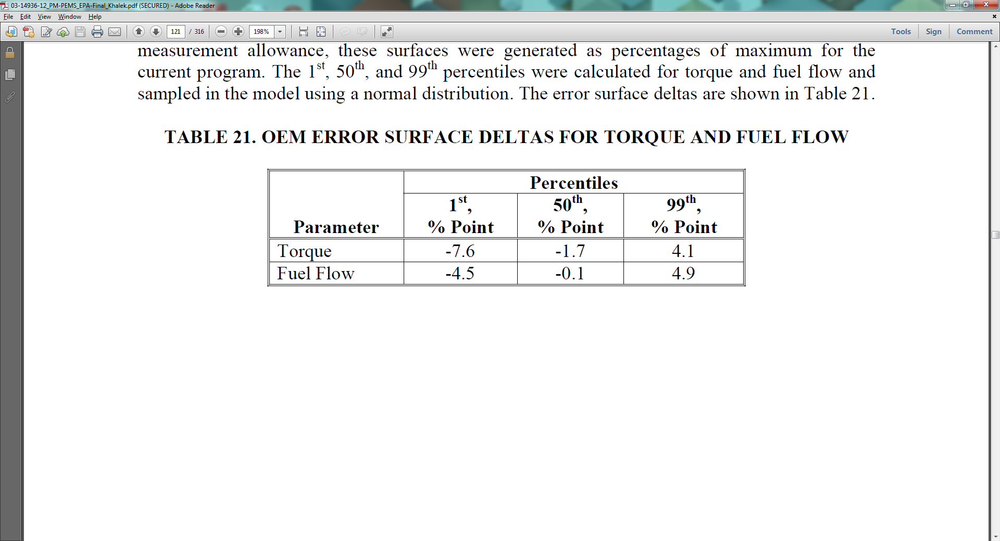 03-14936-12_PM-PEMS_EPA-Final_Khalek.pdf (SECURED) - Adobe Reader
File Edit View Window Help
121 / 316 198% Tools Sign Comment
measurement allowance, these surfaces were generated as percentages of maximum for the
current program. The 1st, 50th, and 99th percentiles were calculated for torque and fuel flow and
sampled in the model using a normal distribution. The error surface deltas are shown in Table 21.
TABLE 21. OEM ERROR SURFACE DELTAS FOR TORQUE AND FUEL FLOW
Percentiles
1st, 50th, 99th,
Parameter % Point % Point % Point
Torque -7.6 -1.7 4.1
Fuel Flow -4.5 -0.1 4.9